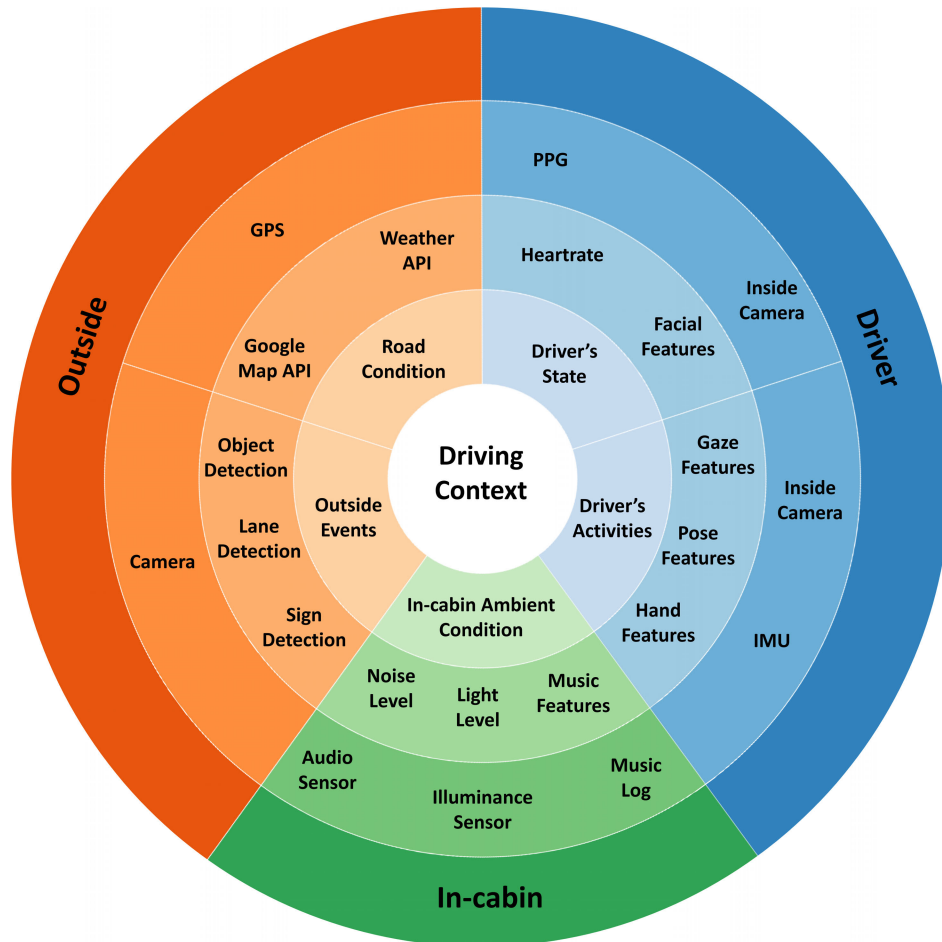 PPG
GPS
Weather
API
Heartrate
Inside
Camera
Outside
Driver
Google
Map API
Road
Condition
Driver's
State
Facial
Features
Object
Detection
Driving
Context
Gaze
Features
Outside
Events
Driver's
Activities
Inside
Camera
Lane
Detection
Pose
Features
Camera
Sign
Detection
In-cabin Ambient
Condition
Hand
Features
IMU
Noise
Level
Light
Level
Music
Features
Audio
Sensor
Illuminance
Sensor
Music
Log
In-cabin